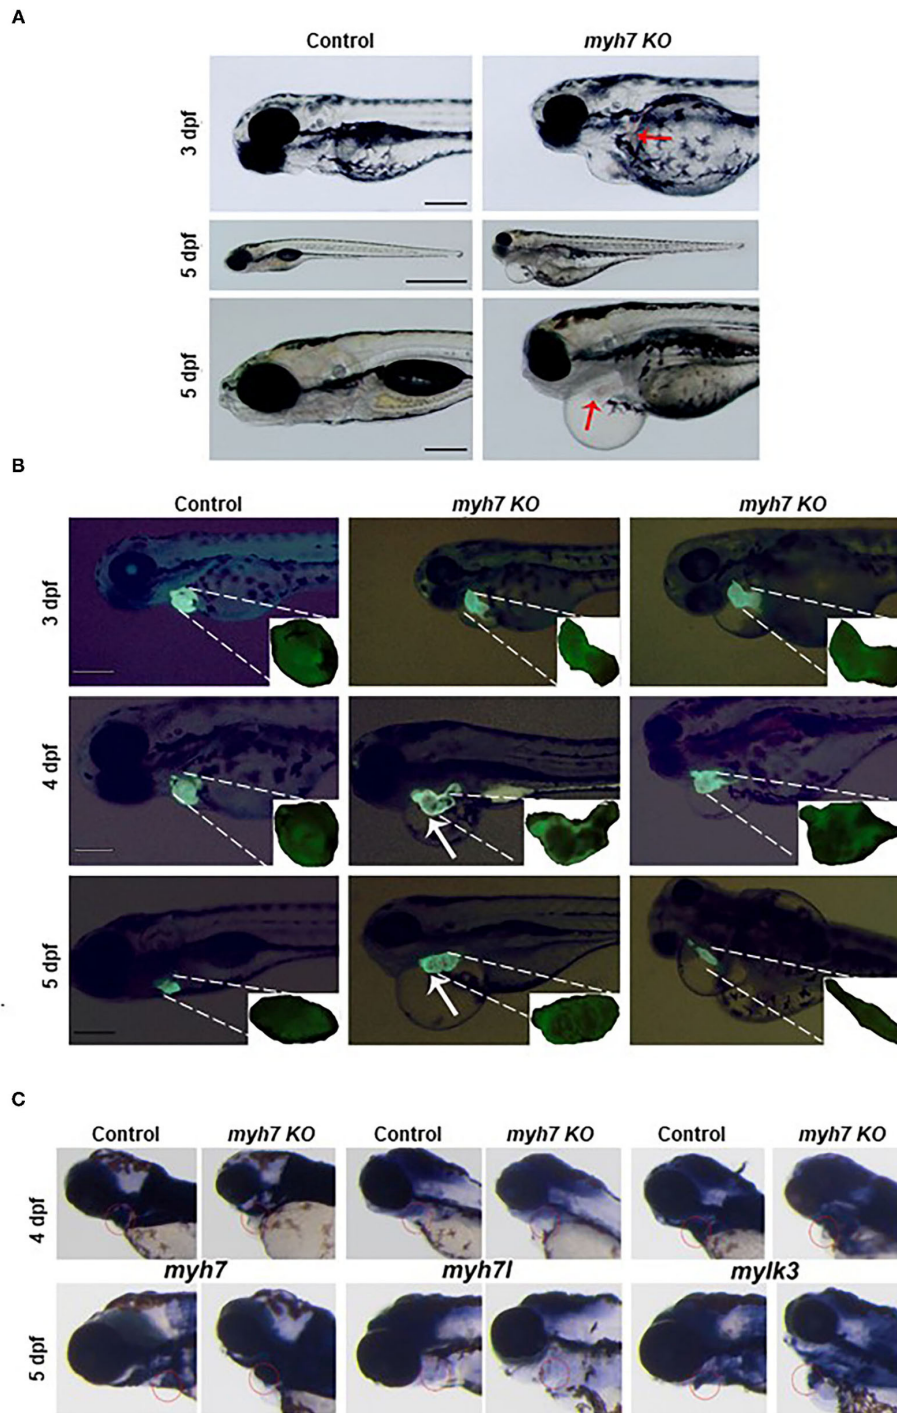 A
Control myh7 KO
3 dpf
5 dpf
5 dpf
B
Control myh7 KO myh7 KO
3 dpf
4 dpf
5 dpf
C
Control myh7 KO Control myh7 KO Control myh7 KO
4 dpf
myh7 myh7l mylk3
5 dpf